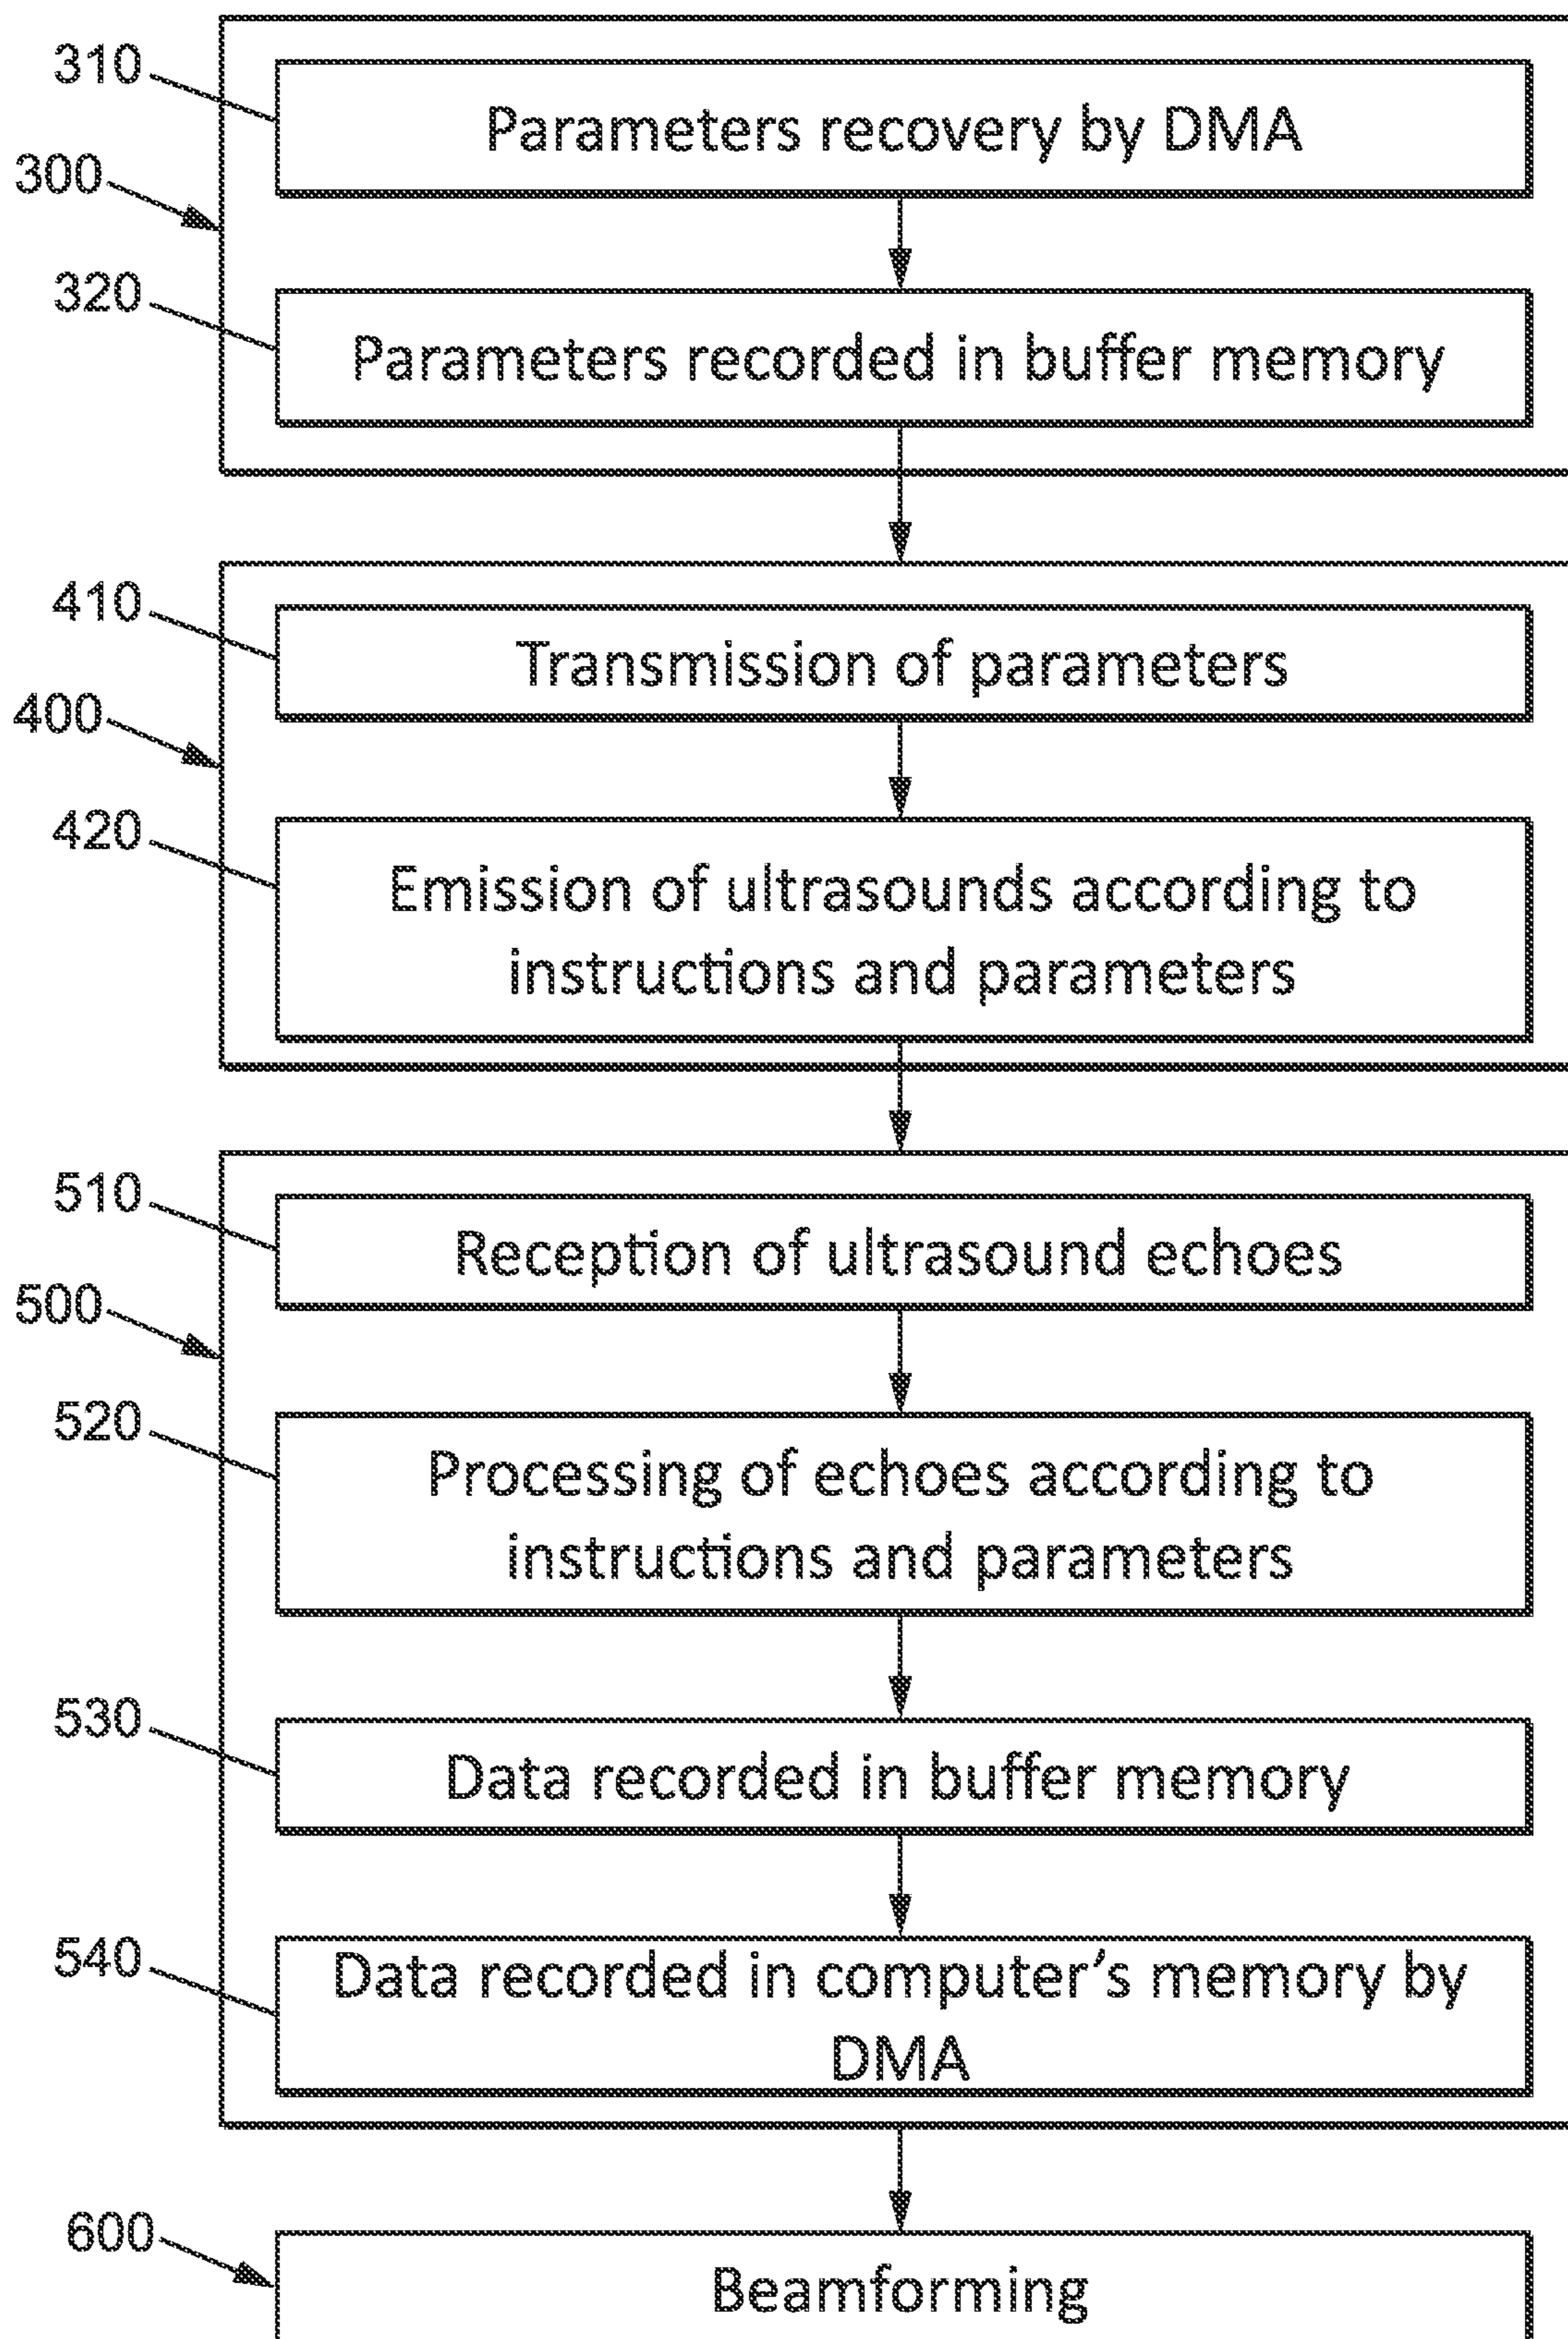 310
Parameters recovery by DMA
300
320
Parameters recorded in buffer memory
410
Transmission of parameters
400
420
Emission of ultrasounds according to
instructions and parameters
510
Reception of ultrasound echoes
500
520
Processing of echoes according to
instructions and parameters
530
Data recorded in buffer memory
540
Data recorded in computer's memory by
DMA
600
Beamforming